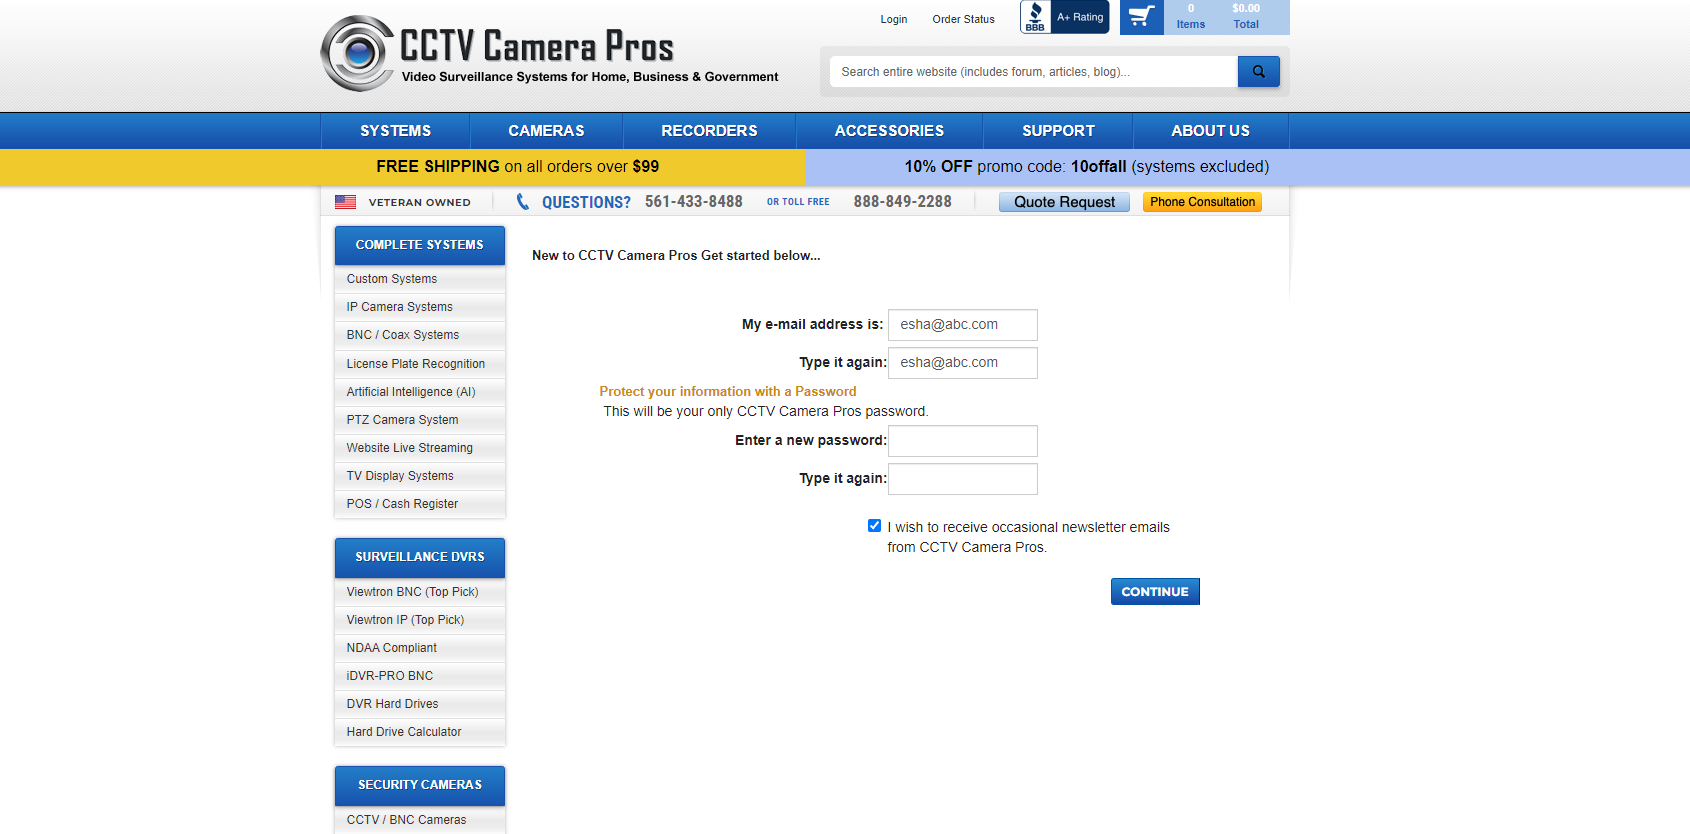 Login Order Status
BBB A+ Rating
0 $0.00
Items Total
CCTV Camera Pros
Video Surveillance Systems for Home, Business & Government
Search entire website (includes forum, articles, blog)...
SYSTEMS CAMERAS RECORDERS ACCESSORIES SUPPORT ABOUT US
FREE SHIPPING on all orders over $99
10% OFF promo code: 10offall (systems excluded)
VETERAN OWNED QUESTIONS? 561-433-8488 OR TOLL FREE 888-849-2288 Quote Request Phone Consultation
COMPLETE SYSTEMS
Custom Systems
IP Camera Systems
BNC / Coax Systems
License Plate Recognition
Artificial Intelligence (AI)
PTZ Camera System
Website Live Streaming
TV Display Systems
POS / Cash Register
SURVEILLANCE DVRS
Viewtron BNC (Top Pick)
Viewtron IP (Top Pick)
NDAA Compliant
iDVR-PRO BNC
DVR Hard Drives
Hard Drive Calculator
SECURITY CAMERAS
CCTV / BNC Cameras
New to CCTV Camera Pros Get started below...
My e-mail address is: esha@abc.com
Type it again: esha@abc.com
Protect your information with a Password
This will be your only CCTV Camera Pros password.
Enter a new password:
Type it again:
I wish to receive occasional newsletter emails
from CCTV Camera Pros.
CONTINUE